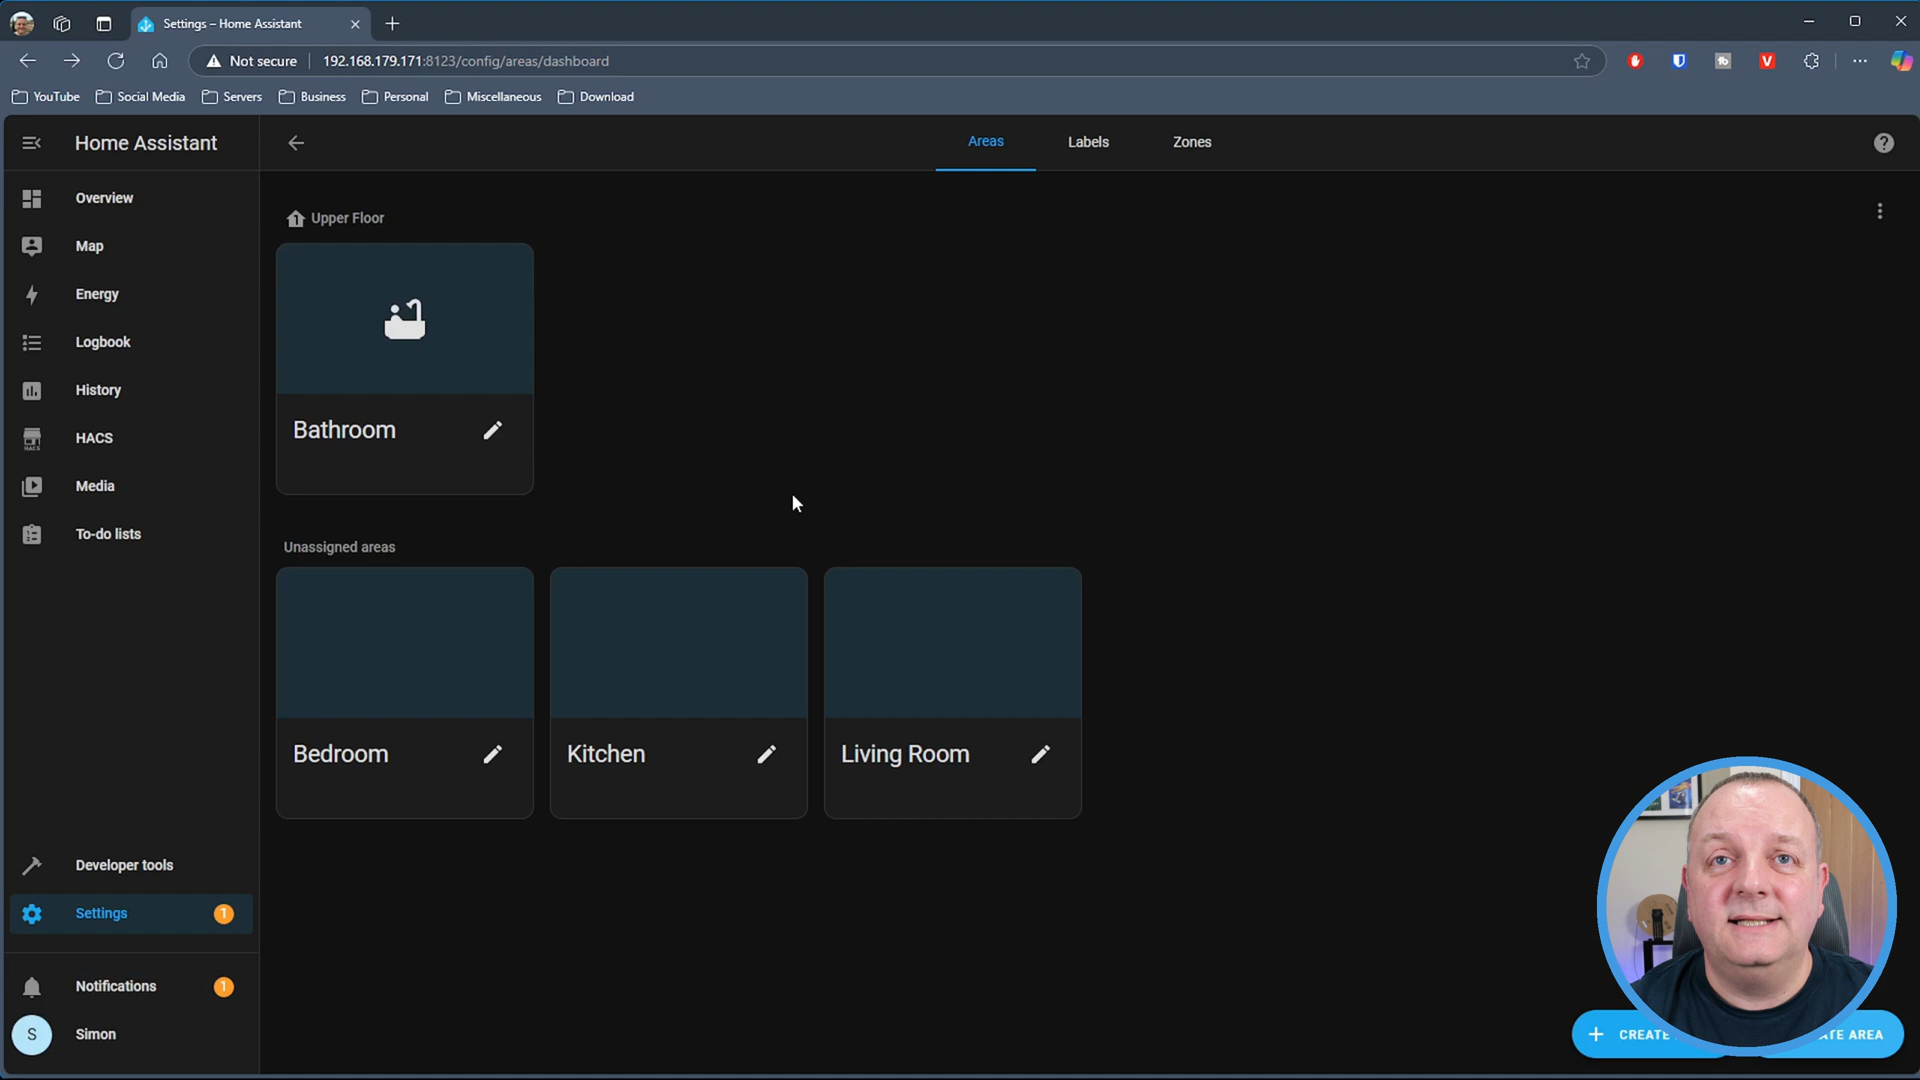 Settings – Home Assistant
Not secure
192.168.179.171:8123/config/areas/dashboard
YouTube
Social Media
Servers
Business
Personal
Miscellaneous
Download
Home Assistant
Areas
Labels
Zones
Overview
Map
Energy
Logbook
History
HACS
Media
To-do lists
Developer tools
Settings
1
Notifications
1
S
Simon
Upper Floor
Bathroom
Unassigned areas
Bedroom
Kitchen
Living Room
CREATE
AREA